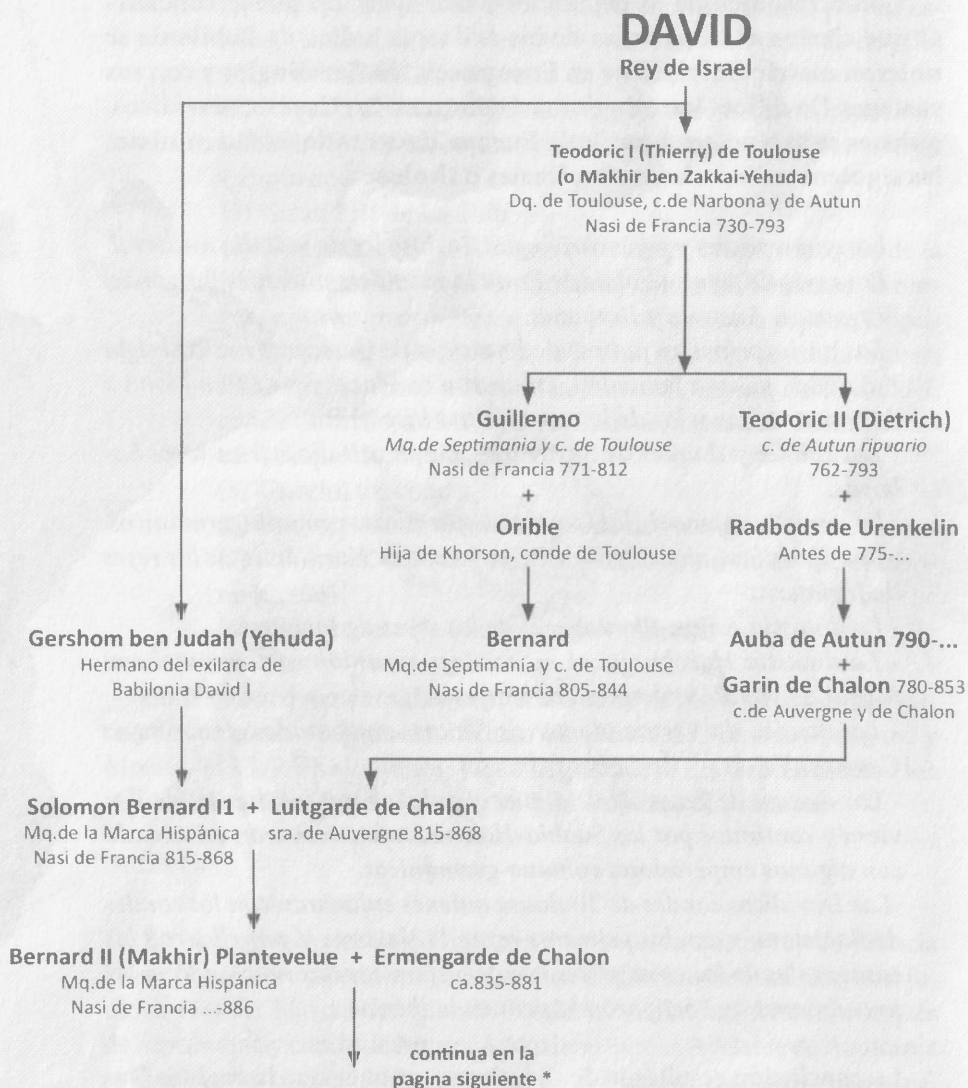 DAVID
Rey de Israel
Teodoric I (Thierry) de Toulouse
(o Makhir ben Zakkai-Yehuda)
Dq. de Toulouse, c.de Narbona y de Autun
Nasi de Francia 730-793
Guillermo
Mq.de Septimania y c. de Toulouse
Nasi de Francia 771-812
+
Orible
Hija de Khorson, conde de Toulouse
Teodoric II (Dietrich)
c. de Autun ripuario
762-793
+
Radbods de Urenkelin
Antes de 775-...
Gershom ben Judah (Yehuda)
Hermano del exilarca de
Babilonia David I
Bernard
Mq.de Septimania y c. de Toulouse
Nasi de Francia 805-844
Auba de Autun 790-...
+
Garin de Chalon 780-853
c.de Auvergne y de Chalon
Solomon Bernard I1 + Luitgarde de Chalon
Mq.de la Marca Hispánica sra. de Auvergne 815-868
Nasi de Francia 815-868
Bernard II (Makhir) Plantevelue + Ermengarde de Chalon
Mq.de la Marca Hispánica ca.835-881
Nasi de Francia ...-886
continua en la
pagina siguiente *